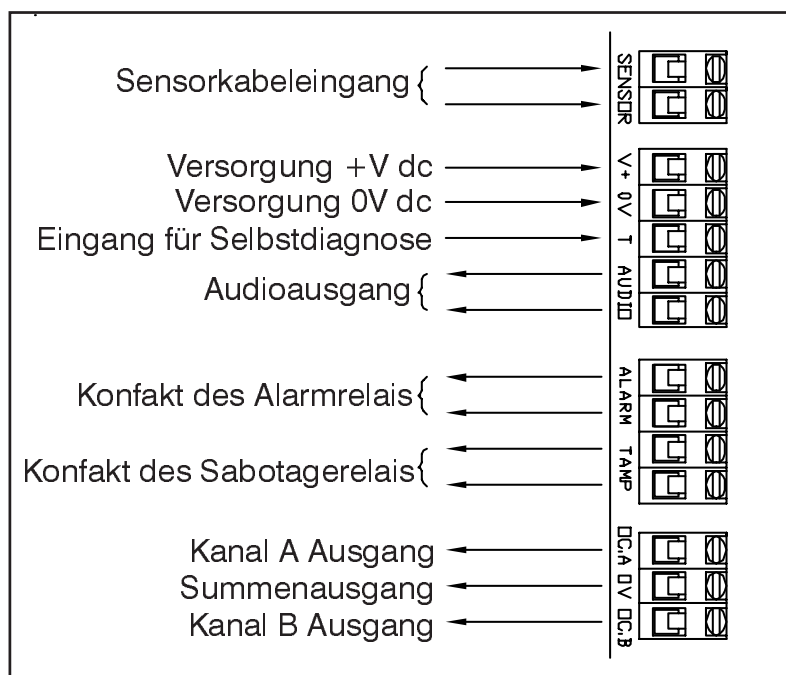 Sensorkabeleingang
SENSOR
Versorgung +V dc
V+
Versorgung 0V dc
0V
Eingang für Selbstdiagnose
T
Audioausgang
AUDIO
Konfakt des Alarmrelais
ALARM
Konfakt des Sabotagerelais
TAMP
Kanal A Ausgang
OC.A
Summenausgang
0V
Kanal B Ausgang
OC.B